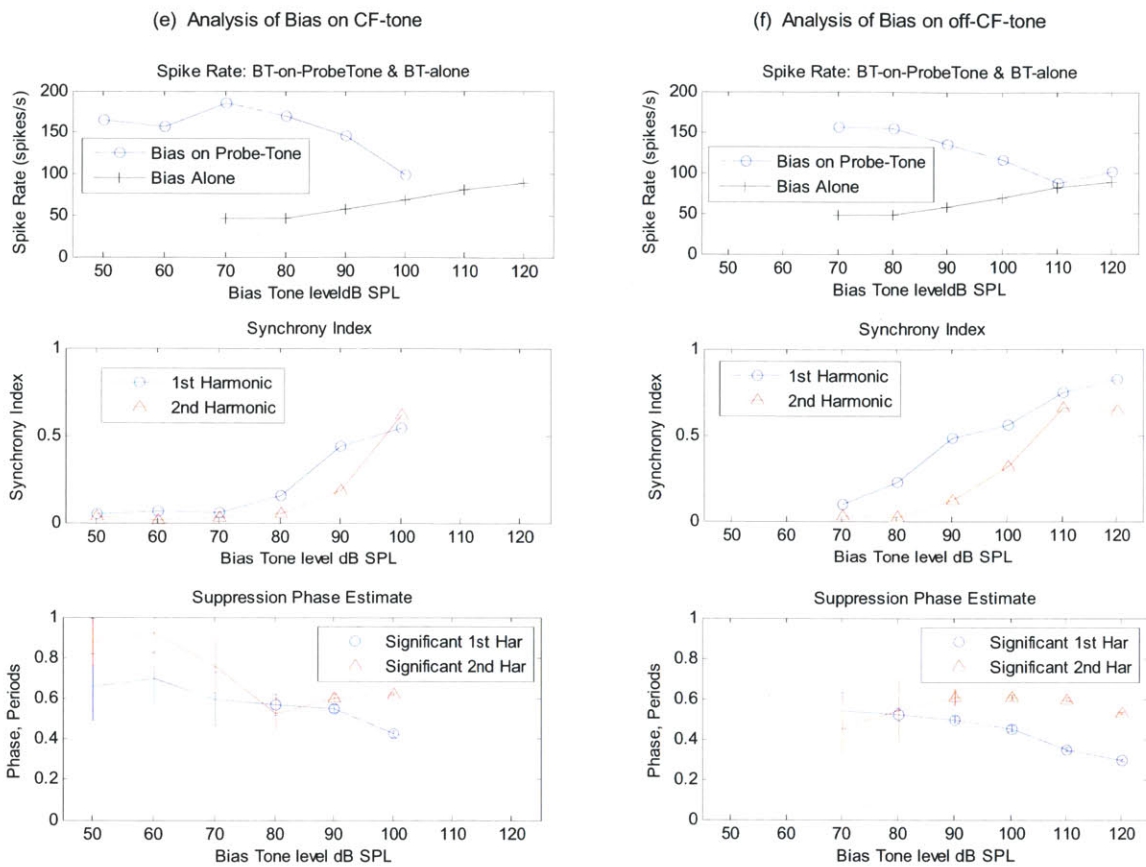 (e) Analysis of Bias on CF-tone
Spike Rate: BT-on-ProbeTone & BT-alone
Spike Rate (spikes/s)
200
150
100
50
0
Bias on Probe-Tone
Bias Alone
50 60 70 80 90 100 110 120
Bias Tone leveldB SPL
Synchrony Index
Synchrony Index
1
0.5
0
1st Harmonic
2nd Harmonic
50 60 70 80 90 100 110 120
Bias Tone level dB SPL
Suppression Phase Estimate
Phase, Periods
1
0.8
0.6
0.4
0.2
0
Significant 1st Har
Significant 2nd Har
50 60 70 80 90 100 110 120
Bias Tone level dB SPL
(f) Analysis of Bias on off-CF-tone
Spike Rate: BT-on-ProbeTone & BT-alone
Spike Rate (spikes/s)
200
150
100
50
0
Bias on Probe-Tone
Bias Alone
50 60 70 80 90 100 110 120
Bias Tone leveldB SPL
Synchrony Index
Synchrony Index
1
0.5
0
1st Harmonic
2nd Harmonic
50 60 70 80 90 100 110 120
Bias Tone level dB SPL
Suppression Phase Estimate
Phase, Periods
1
0.8
0.6
0.4
0.2
0
Significant 1st Har
Significant 2nd Har
50 60 70 80 90 100 110 120
Bias Tone level dB SPL